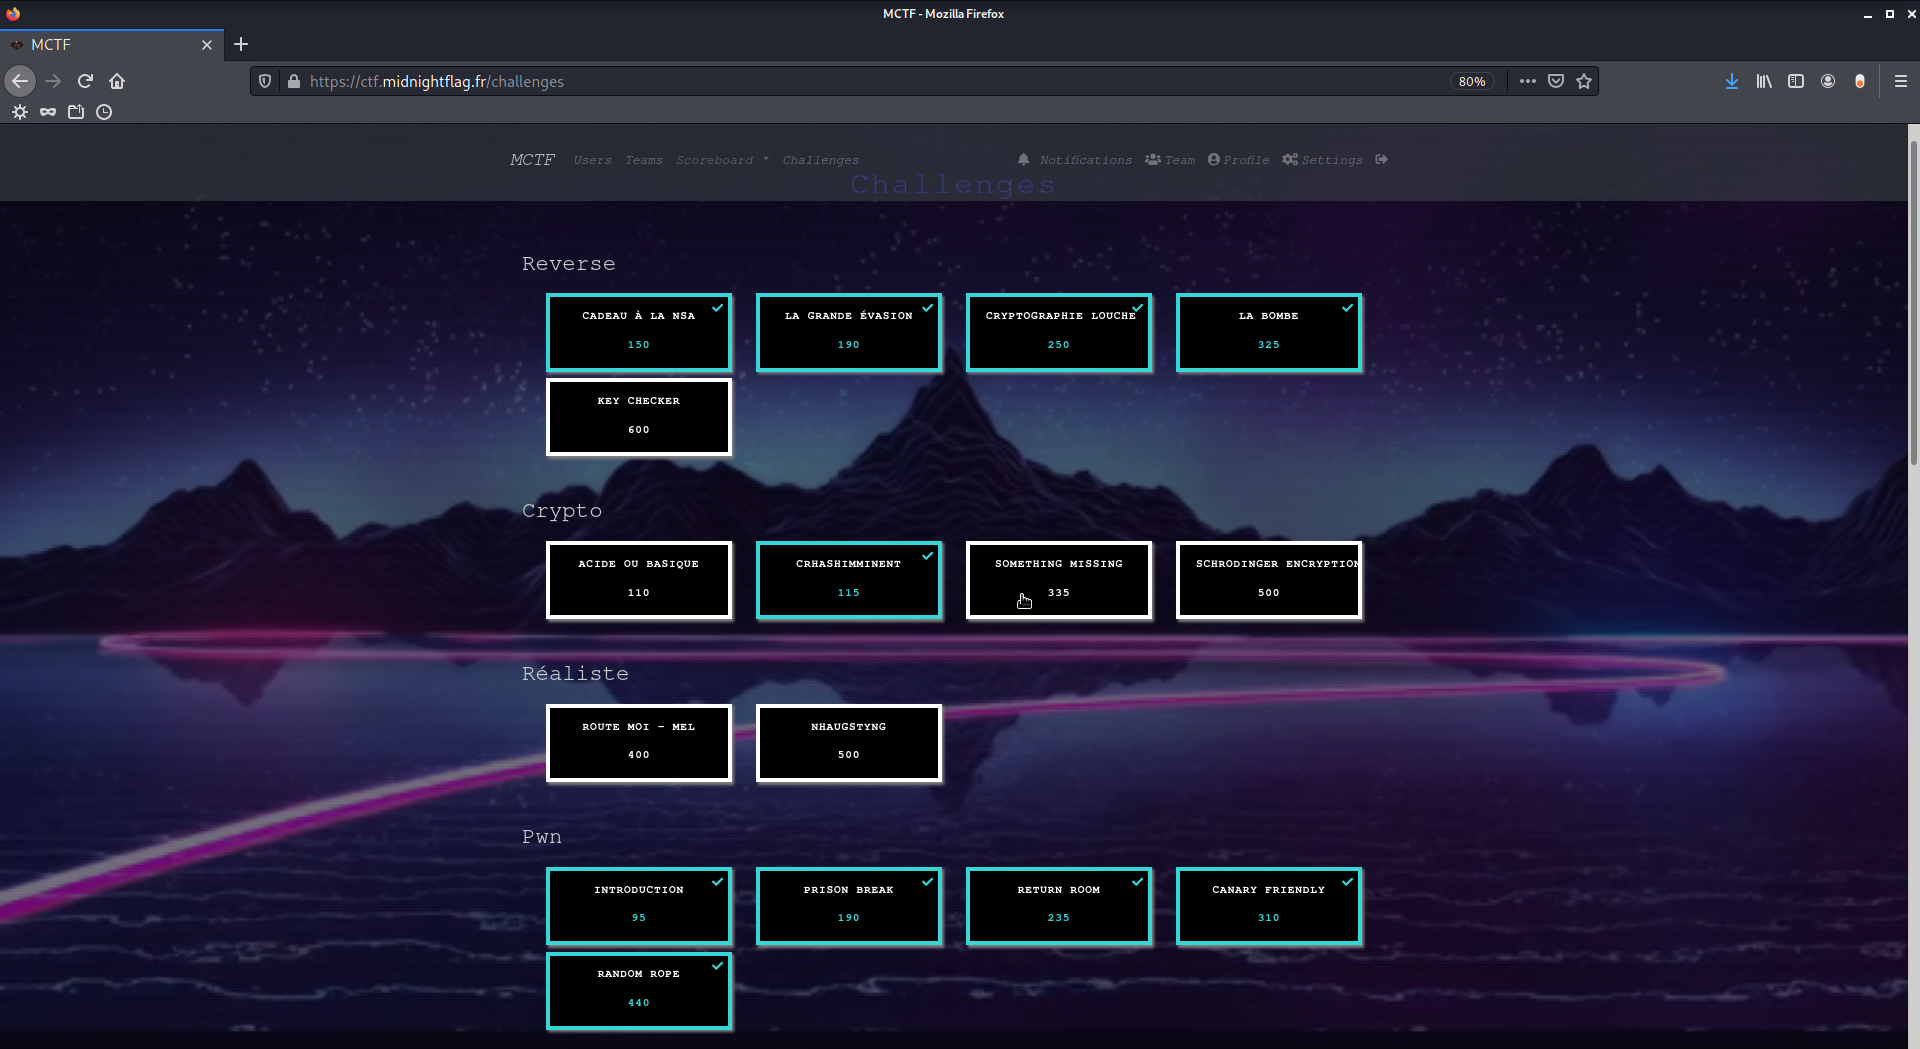 MCTF - Mozilla Firefox
MCTF
https://ctf.midnightflag.fr/challenges
80%
MCTF Users Teams Scoreboard Challenges Notifications Team Profile Settings
Challenges
Reverse
CADEAU À LA NSA
150
LA GRANDE ÉVASION
190
CRYPTOGRAPHIE LOUCHE
250
LA BOMBE
325
KEY CHECKER
600
Crypto
ACIDE OU BASIQUE
110
CRHASHIMMINENT
115
SOMETHING MISSING
335
SCHRODINGER ENCRYPTION
500
Réaliste
ROUTE MOI - MEL
400
NHAUGSTYNG
500
Pwn
INTRODUCTION
95
PRISON BREAK
190
RETURN ROOM
235
CANARY FRIENDLY
310
RANDOM ROPE
440